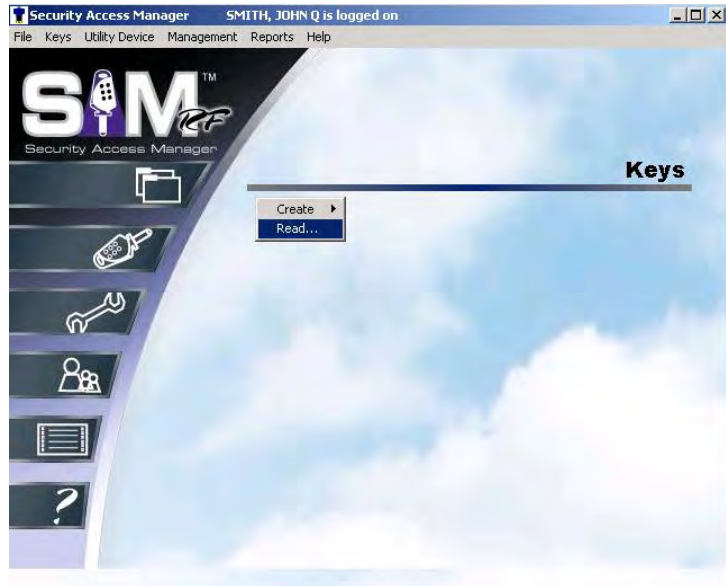 Security Access Manager SMITH, JOHN Q is logged on
File Keys Utility Device Management Reports Help
SAM TM
RF
Security Access Manager
Keys
Create
Read...